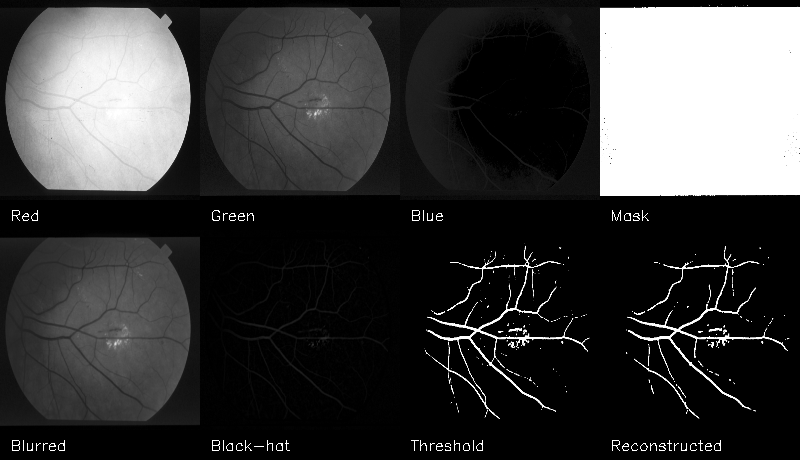 Red
Green
Blue
Mask
Blurred
Black-hat
Threshold
Reconstructed